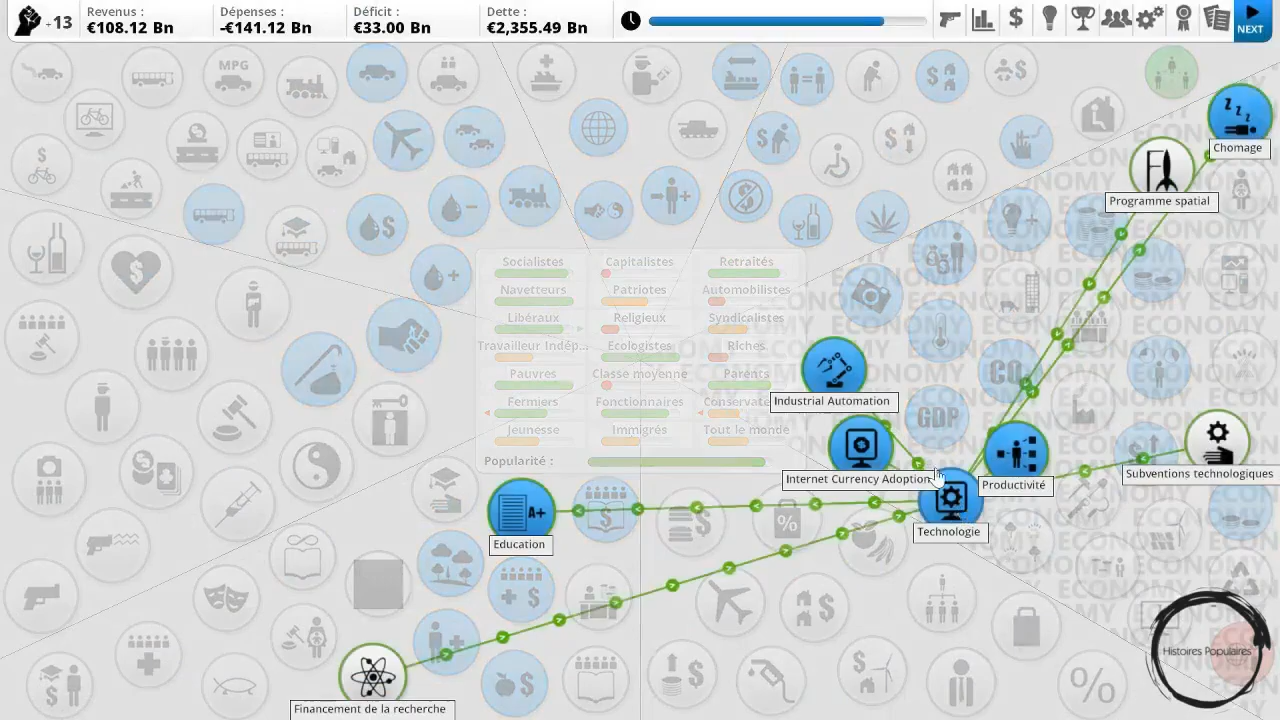 Revenus :
€108.12 Bn
Dépenses :
-€141.12 Bn
Déficit :
€33.00 Bn
Dette :
€2,355.49 Bn
+13
NEXT
MPG
Chomage
Programme spatial
ECONOMY
Socialistes
Capitalistes
Retraités
Navetteurs
Patriotes
Automobilistes
Libéraux
Religieux
Syndicalistes
Travailleur Indép...
Ecologistes
Riches
Pauvres
Classe moyenne
Parents
Fermiers
Fonctionnaires
Conservate...
Jeunesse
Immigrés
Tout le monde
Popularité :
Industrial Automation
CO
GDP
Internet Currency Adoption
Productivité
Subventions technologiques
Technologie
A+
Education
Financement de la recherche
Histoires Populaires